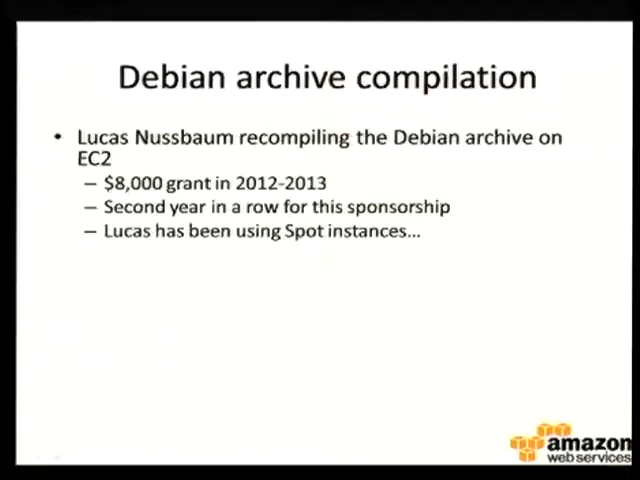 Debian archive compilation
• Lucas Nussbaum recompiling the Debian archive on
EC2
– $8,000 grant in 2012-2013
– Second year in a row for this sponsorship
– Lucas has been using Spot instances...
amazon
web services